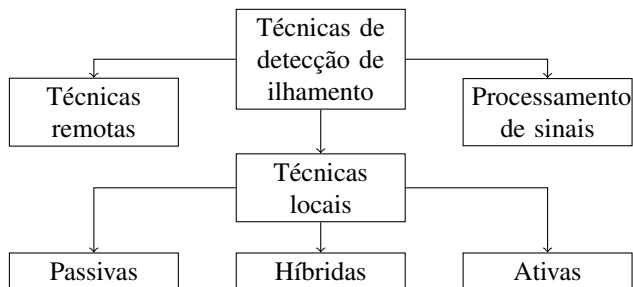 Técnicas de
detecção de
ilhamento
Técnicas
remotas
Processamento
de sinais
Técnicas
locais
Passivas
Híbridas
Ativas